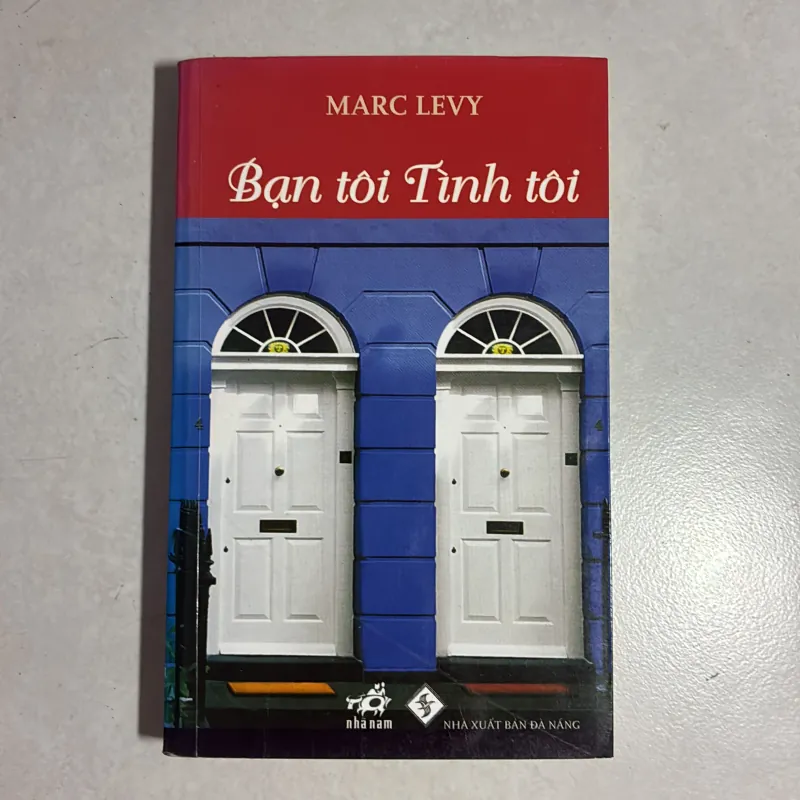 MARC LEVY
Bạn tôi Tình tôi
nhã nam
NHÀ XUẤT BẢN ĐÀ NẴNG